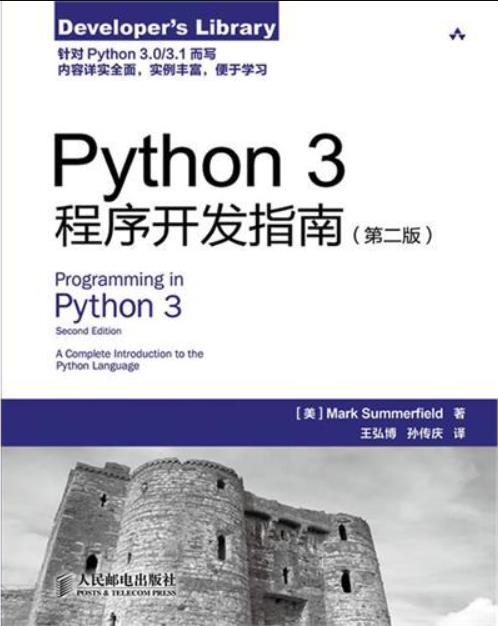 Developer's Library
针对 Python 3.0/3.1 而写
内容详实全面，实例丰富，便于学习
Python 3
程序开发指南（第二版）
Programming in
Python 3
Second Edition
A Complete Introduction to the
Python Language
［美］Mark Summerfield 著
王弘博 孙传庆 译
人民邮电出版社
POSTS & TELECOM PRESS